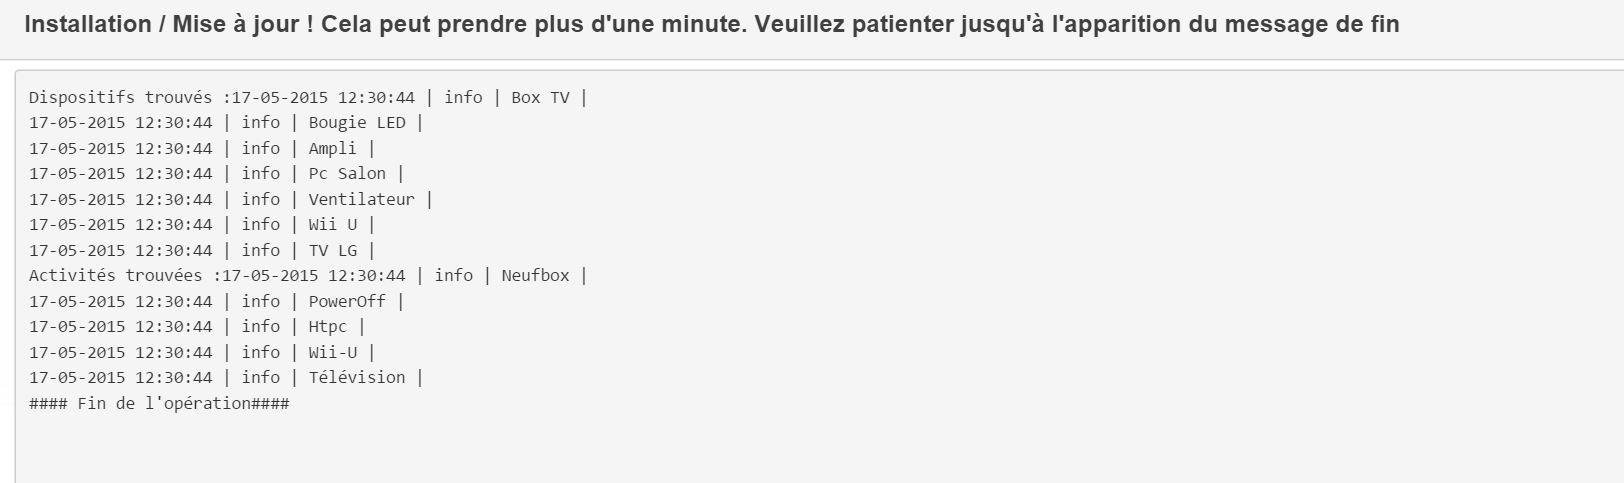 Installation / Mise à jour ! Cela peut prendre plus d'une minute. Veuillez patienter jusqu'à l'apparition du message de fin
Dispositifs trouvés :17-05-2015 12:30:44 | info | Box TV |
17-05-2015 12:30:44 | info | Bougie LED |
17-05-2015 12:30:44 | info | Ampli |
17-05-2015 12:30:44 | info | Pc Salon |
17-05-2015 12:30:44 | info | Ventilateur |
17-05-2015 12:30:44 | info | Wii U |
17-05-2015 12:30:44 | info | TV LG |
Activités trouvées :17-05-2015 12:30:44 | info | Neufbox |
17-05-2015 12:30:44 | info | PowerOff |
17-05-2015 12:30:44 | info | Htpc |
17-05-2015 12:30:44 | info | Wii-U |
17-05-2015 12:30:44 | info | Télévision |
#### Fin de l'opération####